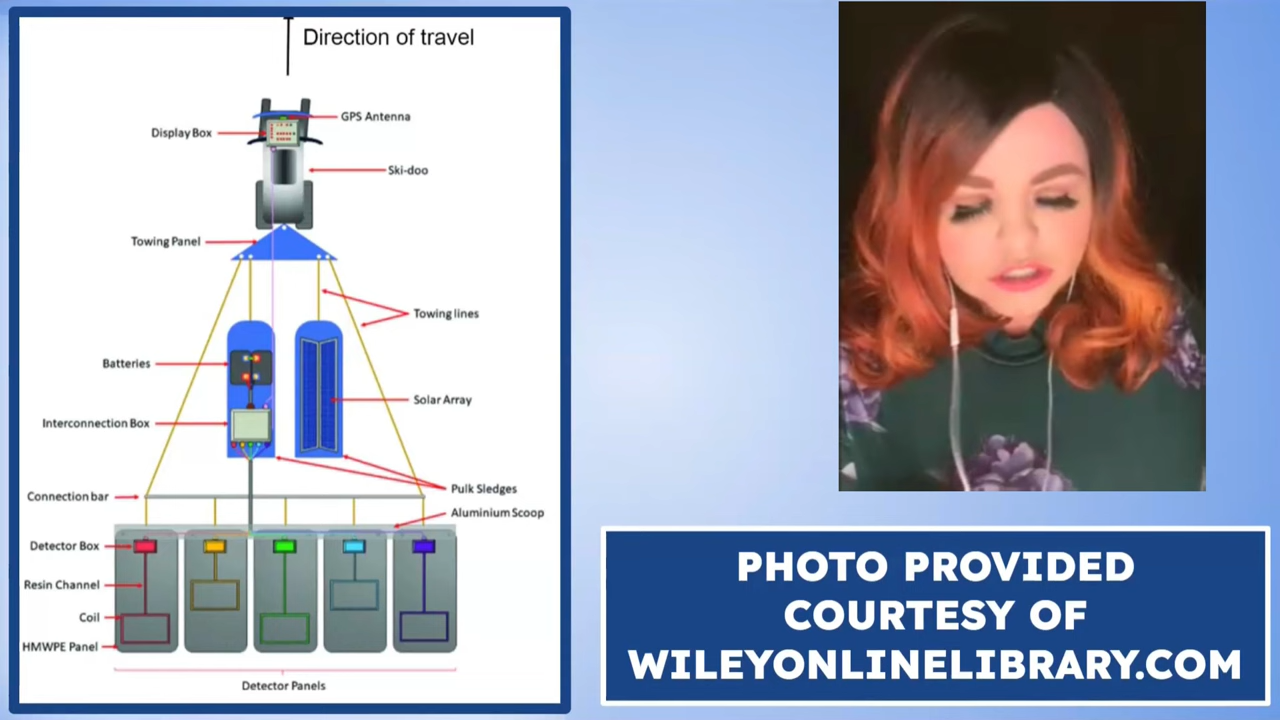 Direction of travel
GPS Antenna
Display Box
Ski-doo
Towing Panel
Towing lines
Batteries
Solar Array
Interconnection Box
Pulk Sledges
Connection bar
Aluminium Scoop
Detector Box
Resin Channel
Coil
HMWPE Panel
Detector Panels
PHOTO PROVIDED
COURTESY OF
WILEYONLINELIBRARY.COM